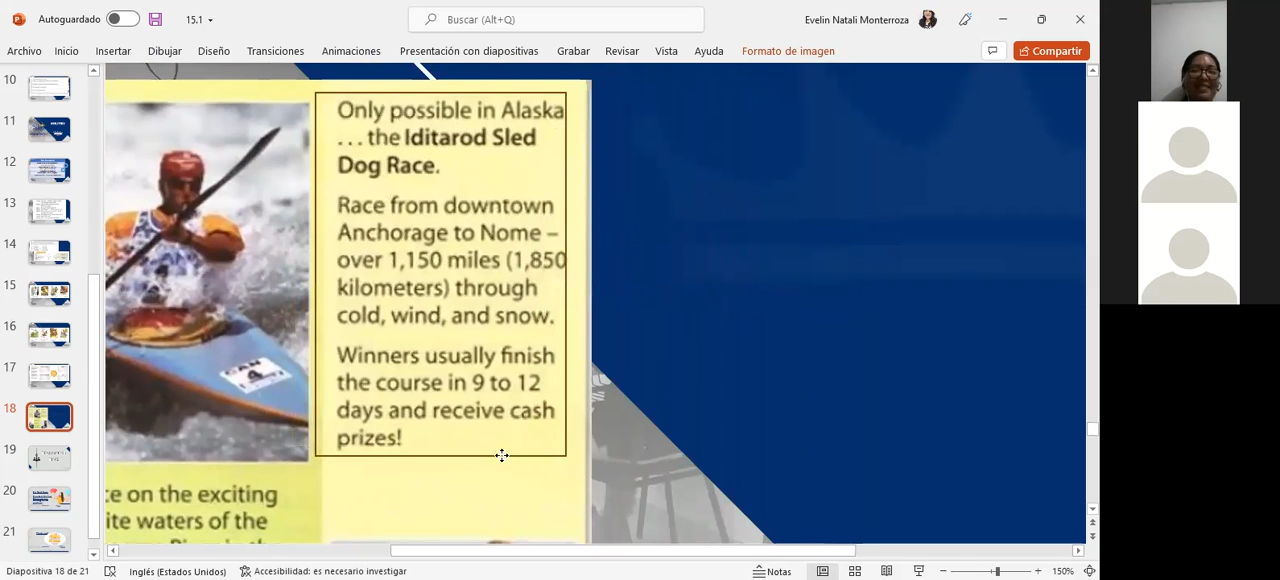 Autoguardado
15.1
Buscar (Alt+Q)
Evelin Natali Monterroza
Archivo Inicio Insertar Dibujar Diseño Transiciones Animaciones Presentación con diapositivas Grabar Revisar Vista Ayuda Formato de imagen
Compartir
10
11
12
13
14
15
16
17
18
19
20
21
CAN
4
Only possible in Alaska
... the Iditarod Sled
Dog Race.
Race from downtown
Anchorage to Nome –
over 1,150 miles (1,850
kilometers) through
cold, wind, and snow.
Winners usually finish
the course in 9 to 12
days and receive cash
prizes!
on the exciting
waters of the
Diapositiva 18 de 21
Inglés (Estados Unidos)
Accesibilidad: es necesario investigar
Notas
150%